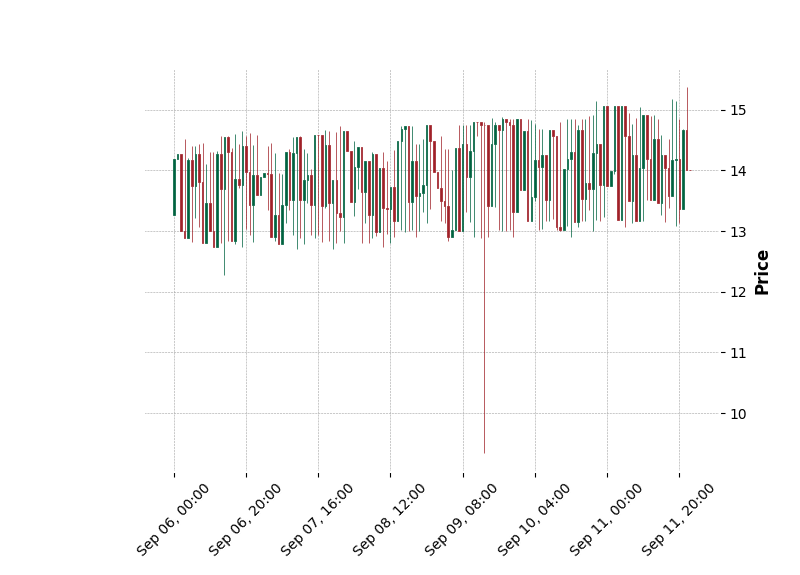 15
14
13
12
11
10
Price
Sep 06, 00:00
Sep 06, 20:00
Sep 07, 16:00
Sep 08, 12:00
Sep 09, 08:00
Sep 10, 04:00
Sep 11, 00:00
Sep 11, 20:00